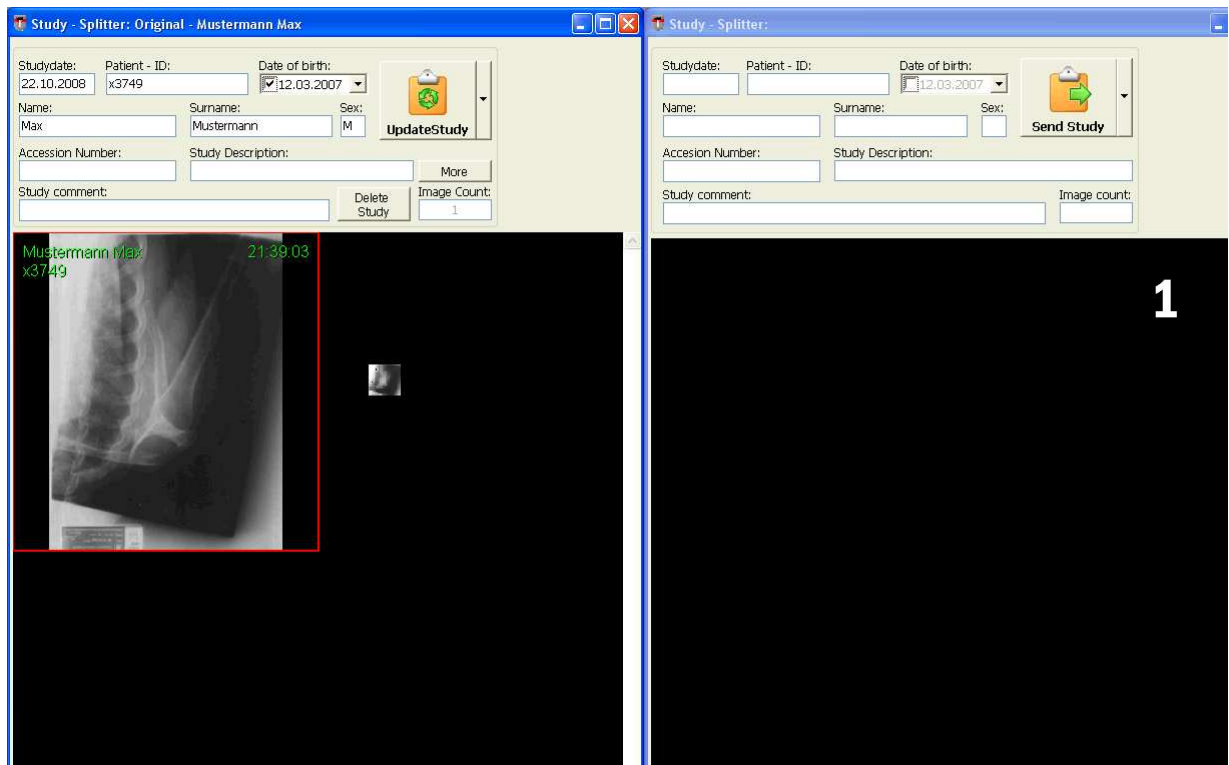 Study - Splitter: Original - Mustermann Max
Studydate: Patient - ID: Date of birth:
22.10.2008 x3749 12.03.2007
Name: Surname: Sex:
Max Mustermann M
UpdateStudy
Accession Number: Study Description:
More
Study comment: Delete Study Image Count:
1
Mustermann Max 21:39:03
x3749
Study - Splitter:
Studydate: Patient - ID: Date of birth:
12.03.2007
Name: Surname: Sex:
Send Study
Accesion Number: Study Description:
Study comment: Image count:
1